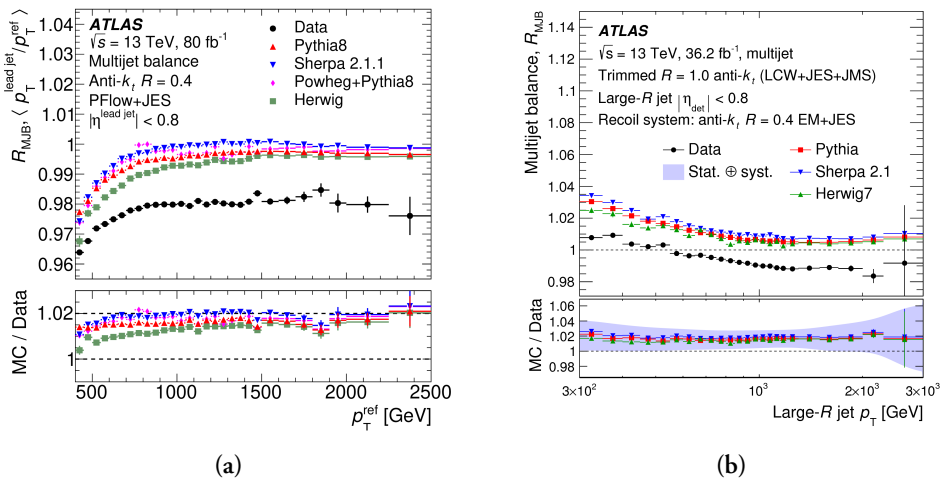 ATLAS
√s = 13 TeV, 80 fb⁻¹
Multijet balance
Anti-kₜ R = 0.4
PFlow+JES
|η^lead jet| < 0.8
Data
Pythia8
Sherpa 2.1.1
Powheg+Pythia8
Herwig
R_MJB, ⟨ p_T^lead jet/p_T^ref ⟩
1.04
1.03
1.02
1.01
1
0.99
0.98
0.97
0.96
MC / Data
1.02
1
500 1000 1500 2000 2500
p_T^ref [GeV]
(a)
ATLAS
√s = 13 TeV, 36.2 fb⁻¹, multijet
Trimmed R = 1.0 anti-kₜ (LCW+JES+JMS)
Large-R jet |η_det| < 0.8
Recoil system: anti-kₜ R = 0.4 EM+JES
Data
Pythia
Stat. ⊕ syst.
Sherpa 2.1
Herwig7
Multijet balance, R_MJB
1.14
1.12
1.1
1.08
1.06
1.04
1.02
1
0.98
MC / Data
1.06
1.04
1.02
1
0.98
3×10² 10³ 2×10³ 3×10³
Large-R jet p_T [GeV]
(b)